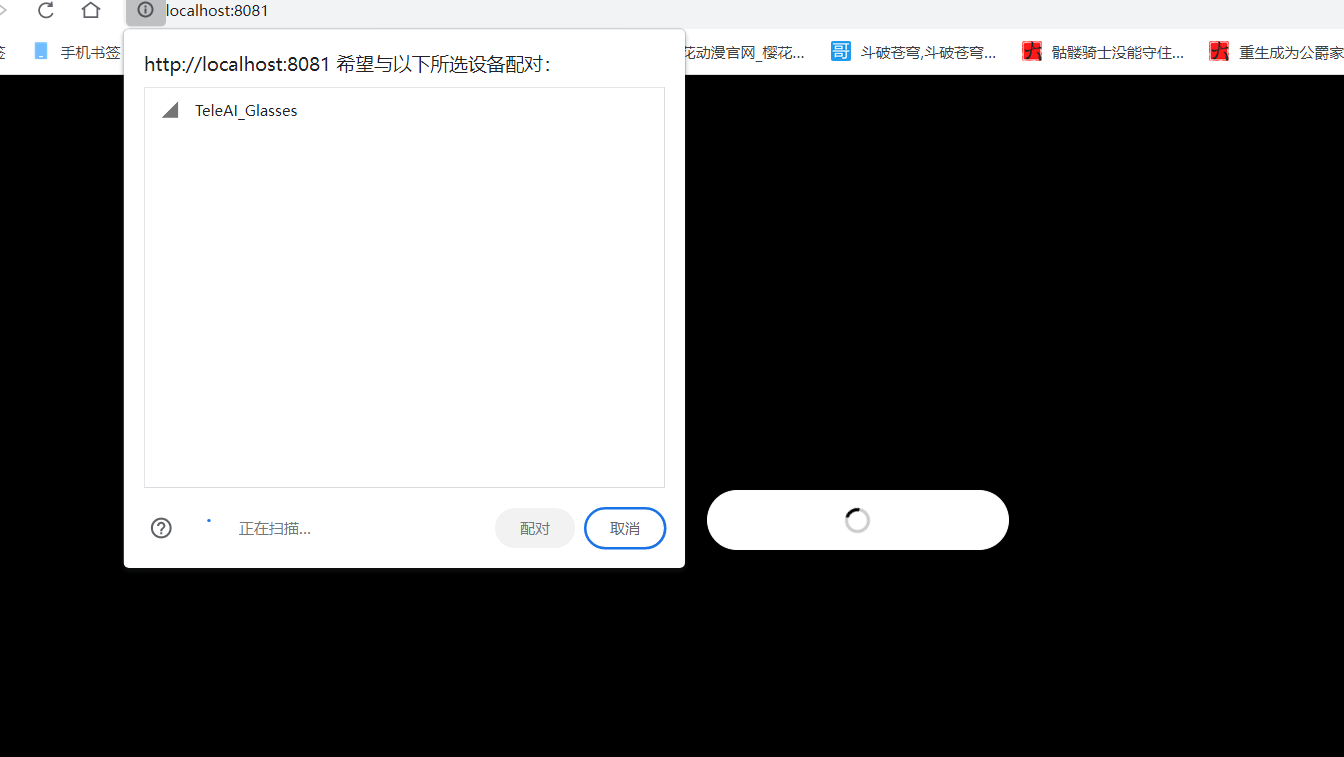 localhost:8081
签 手机书签 花动漫官网_樱花... 哥 斗破苍穹,斗破苍穹... 骷髅骑士没能守住... 重生成为公爵家
http://localhost:8081 希望与以下所选设备配对：
TeleAI_Glasses
正在扫描... 配对 取消